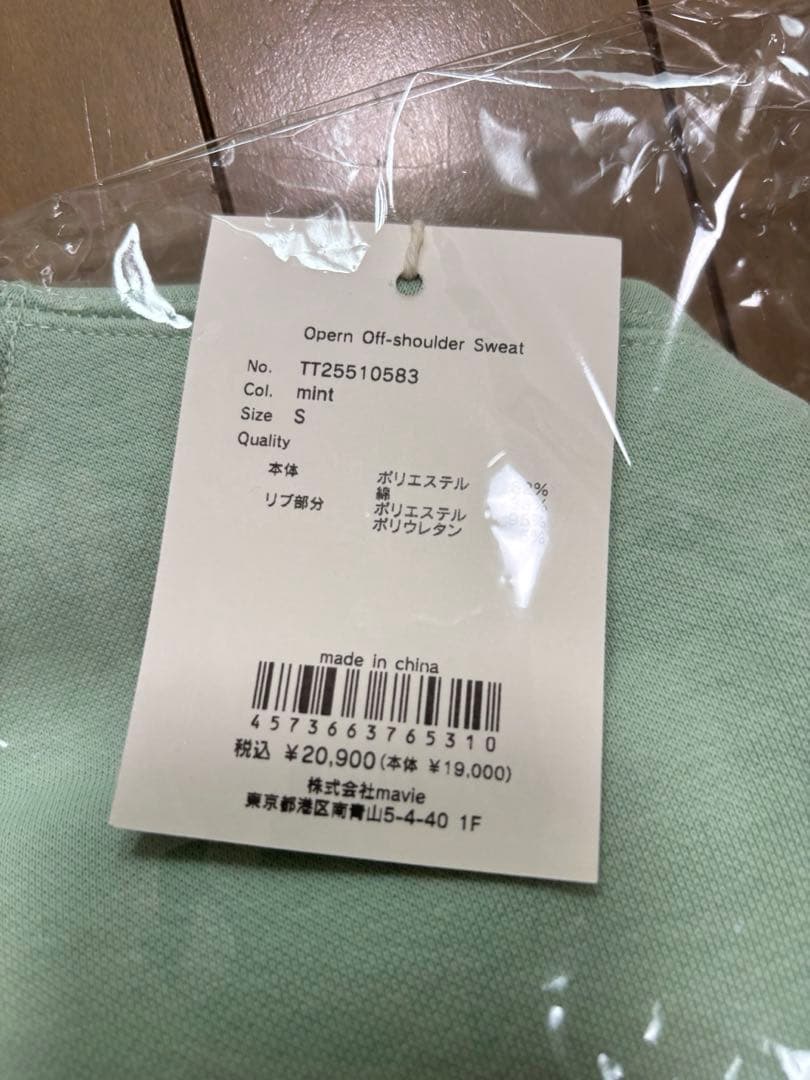 Opern Off-shoulder Sweat
No. TT25510583
Col. mint
Size S
Quality
本体 ポリエステル
綿
リブ部分 ポリエステル
ポリウレタン
made in china
4573663765310
税込 ¥20,900(本体 ¥19,000)
株式会社mavie
東京都港区南青山5-4-40 1F